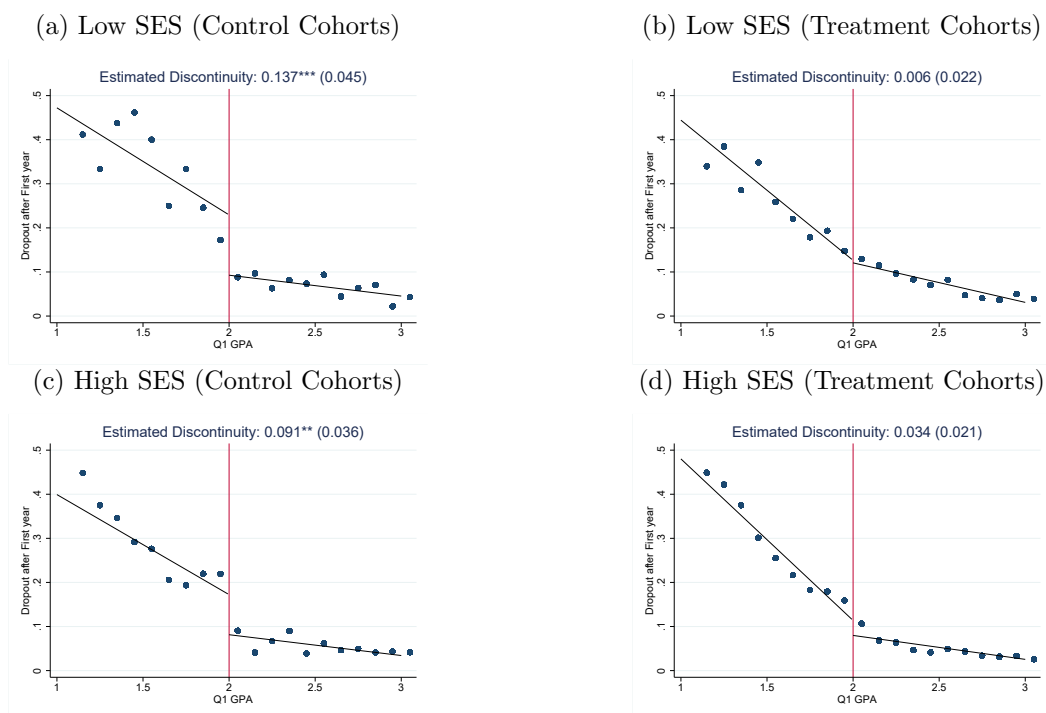 (a) Low SES (Control Cohorts)
Estimated Discontinuity: 0.137*** (0.045)
Dropout after First year
.5
.4
.3
.2
.1
0
1
1.5
2
2.5
3
Q1 GPA
(b) Low SES (Treatment Cohorts)
Estimated Discontinuity: 0.006 (0.022)
Dropout after First year
.5
.4
.3
.2
.1
0
1
1.5
2
2.5
3
Q1 GPA
(c) High SES (Control Cohorts)
Estimated Discontinuity: 0.091** (0.036)
Dropout after First year
.5
.4
.3
.2
.1
0
1
1.5
2
2.5
3
Q1 GPA
(d) High SES (Treatment Cohorts)
Estimated Discontinuity: 0.034 (0.021)
Dropout after First year
.5
.4
.3
.2
.1
0
1
1.5
2
2.5
3
Q1 GPA